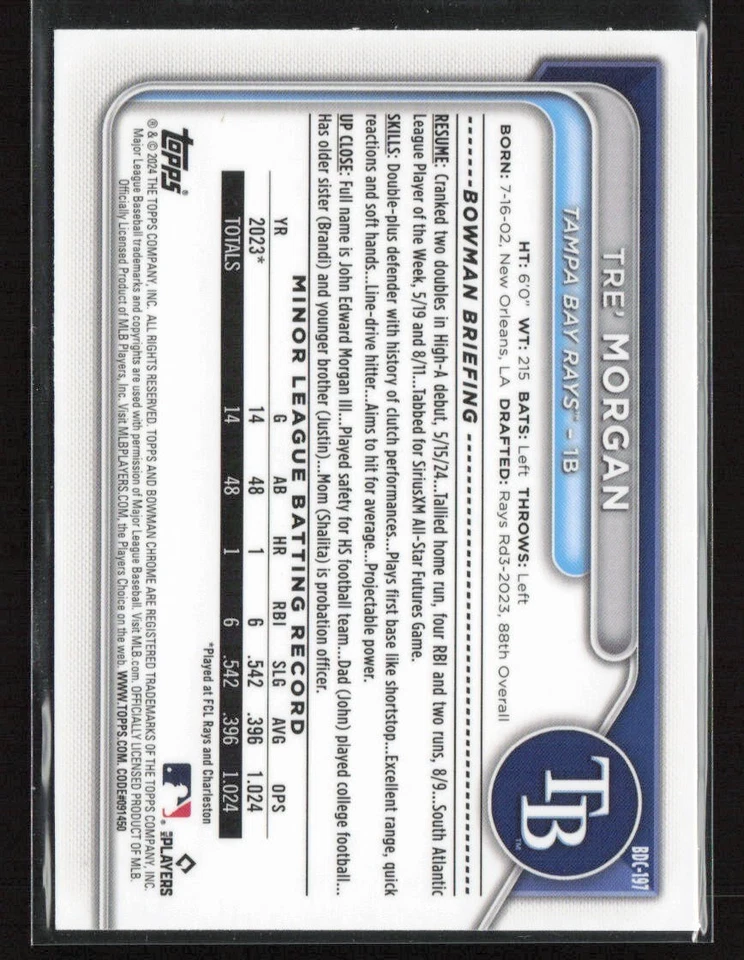 BDC-197
TRE' MORGAN
TAMPA BAY RAYS™ – 1B
TB™
HT: 6'0" WT: 215 BATS: Left THROWS: Left
BORN: 7-16-02, New Orleans, LA DRAFTED: Rays Rd3-2023, 88th Overall
BOWMAN BRIEFING
RESUME: Cranked two doubles in High-A debut, 5/15/24...Tallied home run, four RBI and two runs, 8/9...South Atlantic
League Player of the Week, 5/19 and 8/11...Tabbed for SiriusXM All-Star Futures Game.
SKILLS: Double-plus defender with history of clutch performances...Plays first base like shortstop...Excellent range, quick
reactions and soft hands...Line-drive hitter...Aims to hit for average...Projectable power.
UP CLOSE: Full name is John Edward Morgan III...Played safety for HS football team...Dad (John) played college football...
Has older sister (Brandi) and younger brother (Justin)...Mom (Shalita) is probation officer.
MINOR LEAGUE BATTING RECORD
YR G AB HR RBI SLG AVG OPS
2023* 14 48 1 6 .542 .396 1.024
TOTALS 14 48 1 6 .542 .396 1.024
*Played at FCL Rays and Charleston
topps®
MLB PLAYERS
® & © 2024 THE TOPPS COMPANY, INC. ALL RIGHTS RESERVED. TOPPS AND BOWMAN CHROME ARE REGISTERED TRADEMARKS OF THE TOPPS COMPANY, INC.
Major League Baseball trademarks and copyrights are used with permission of Major League Baseball. Visit MLB.com. OFFICIALLY LICENSED PRODUCT OF MLB
Officially Licensed Product of MLB Players, Inc. Visit MLBPLAYERS.COM, the Players Choice on the web. WWW.TOPPS.COM. CODE#091450